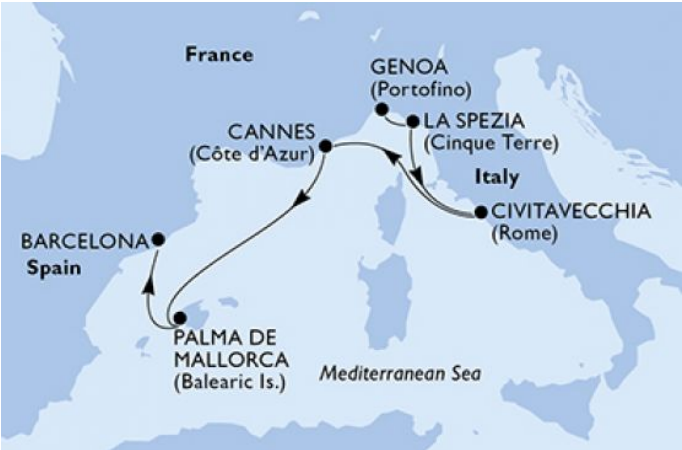 France
GENOA
(Portofino)
LA SPEZIA
(Cinque Terre)
CANNES
(Côte d'Azur)
Italy
CIVITAVECCHIA
(Rome)
BARCELONA
Spain
PALMA DE
MALLORCA
(Balearic Is.)
Mediterranean Sea